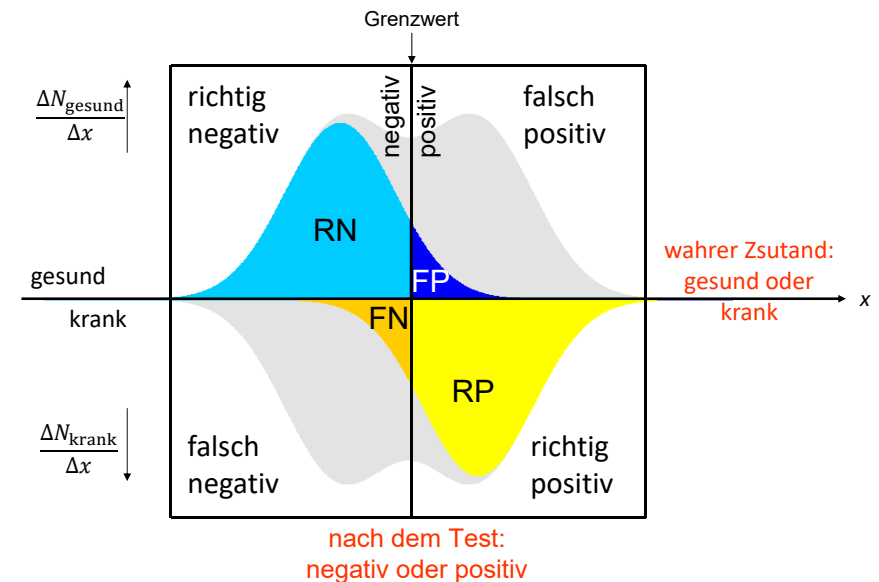 Grenzwert
ΔN_gesund / Δx
richtig
negativ
negativ
positiv
falsch
positiv
RN
FP
gesund
krank
wahrer Zsutand:
gesund oder
krank
x
FN
RP
ΔN_krank / Δx
falsch
negativ
richtig
positiv
nach dem Test:
negativ oder positiv